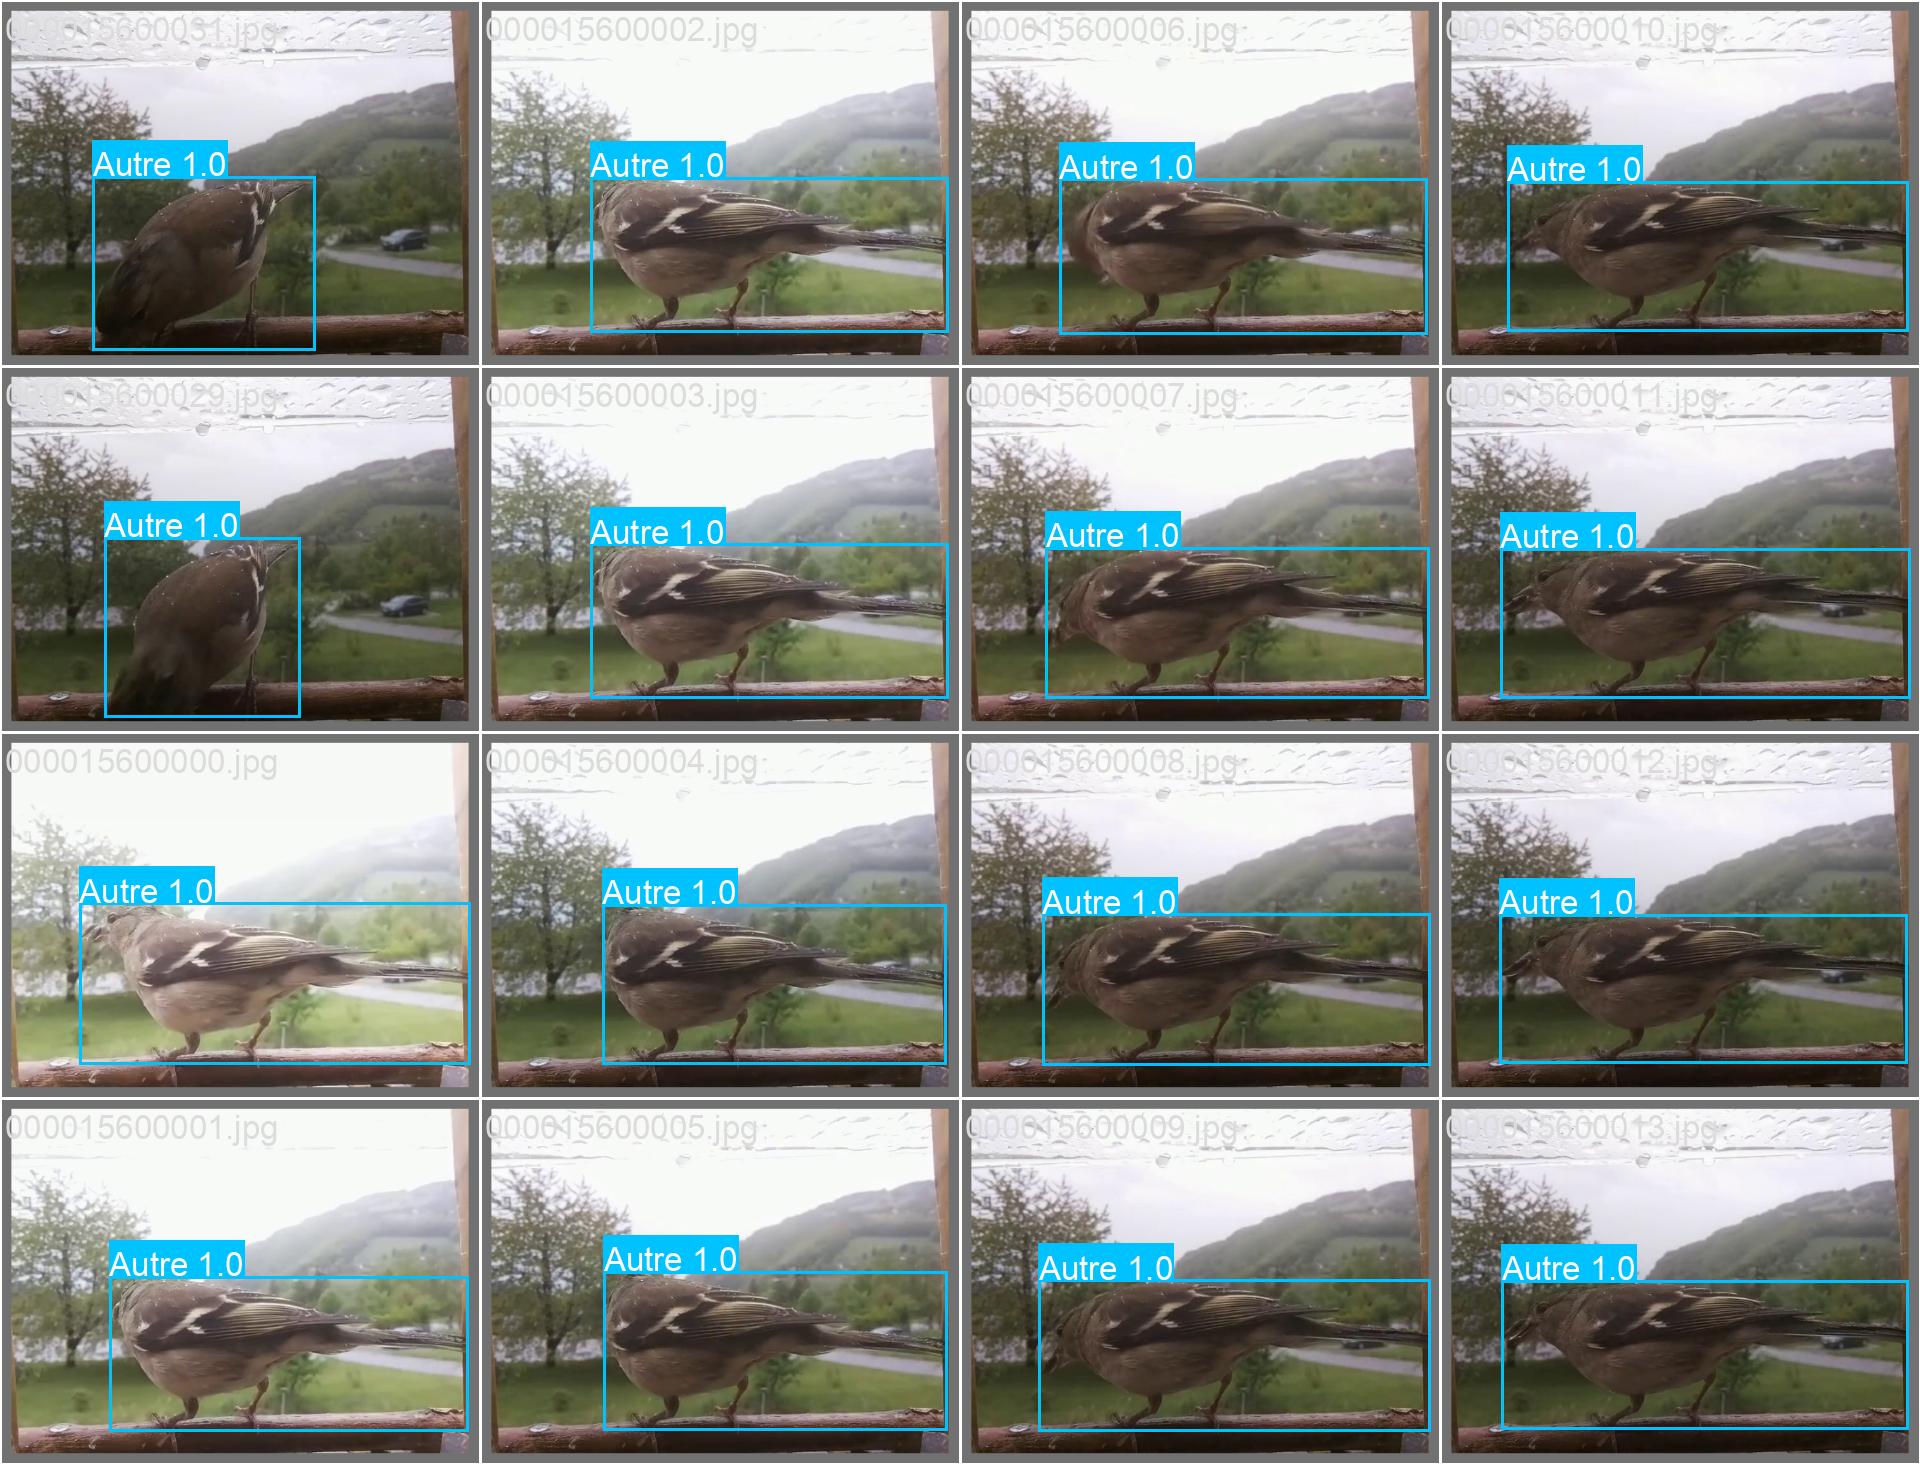 000015600031.jpg
000015600002.jpg
000015600006.jpg
000015600010.jpg
Autre 1.0
Autre 1.0
Autre 1.0
Autre 1.0
000015600029.jpg
000015600003.jpg
000015600007.jpg
000015600011.jpg
Autre 1.0
Autre 1.0
Autre 1.0
Autre 1.0
000015600000.jpg
000015600004.jpg
000015600008.jpg
000015600012.jpg
Autre 1.0
Autre 1.0
Autre 1.0
Autre 1.0
000015600001.jpg
000015600005.jpg
000015600009.jpg
000015600013.jpg
Autre 1.0
Autre 1.0
Autre 1.0
Autre 1.0